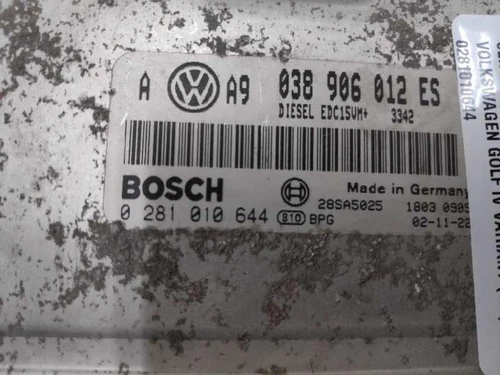 A A9 038 906 012 ES
DIESEL EDC15VM+ 3342
BOSCH
Made in Germany
28SA5025 1803 0905
0 281 010 644 810 BPG 02-11-22
VOLKSWAGEN GOLF IV
0281010644